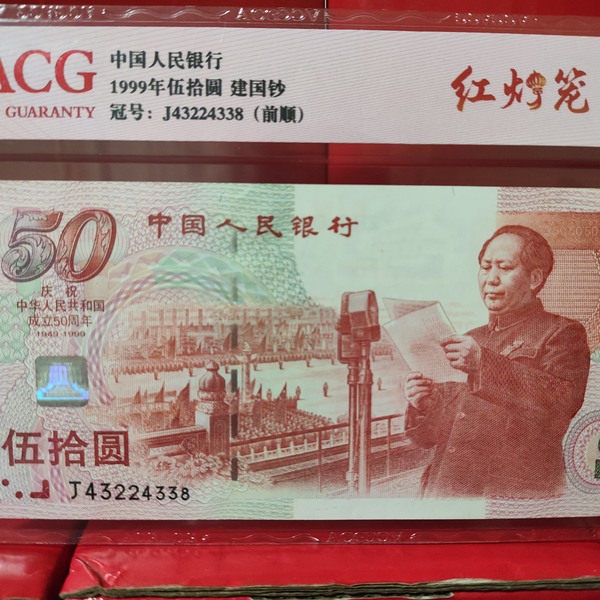 ACG
GUARANTY
中国人民银行
1999年伍拾圆 建国钞
冠号: J43224338 (前顺)
红灯笼
50
中国人民银行
庆祝
中华人民共和国
成立50周年
1949-1999
伍拾圆
J43224338